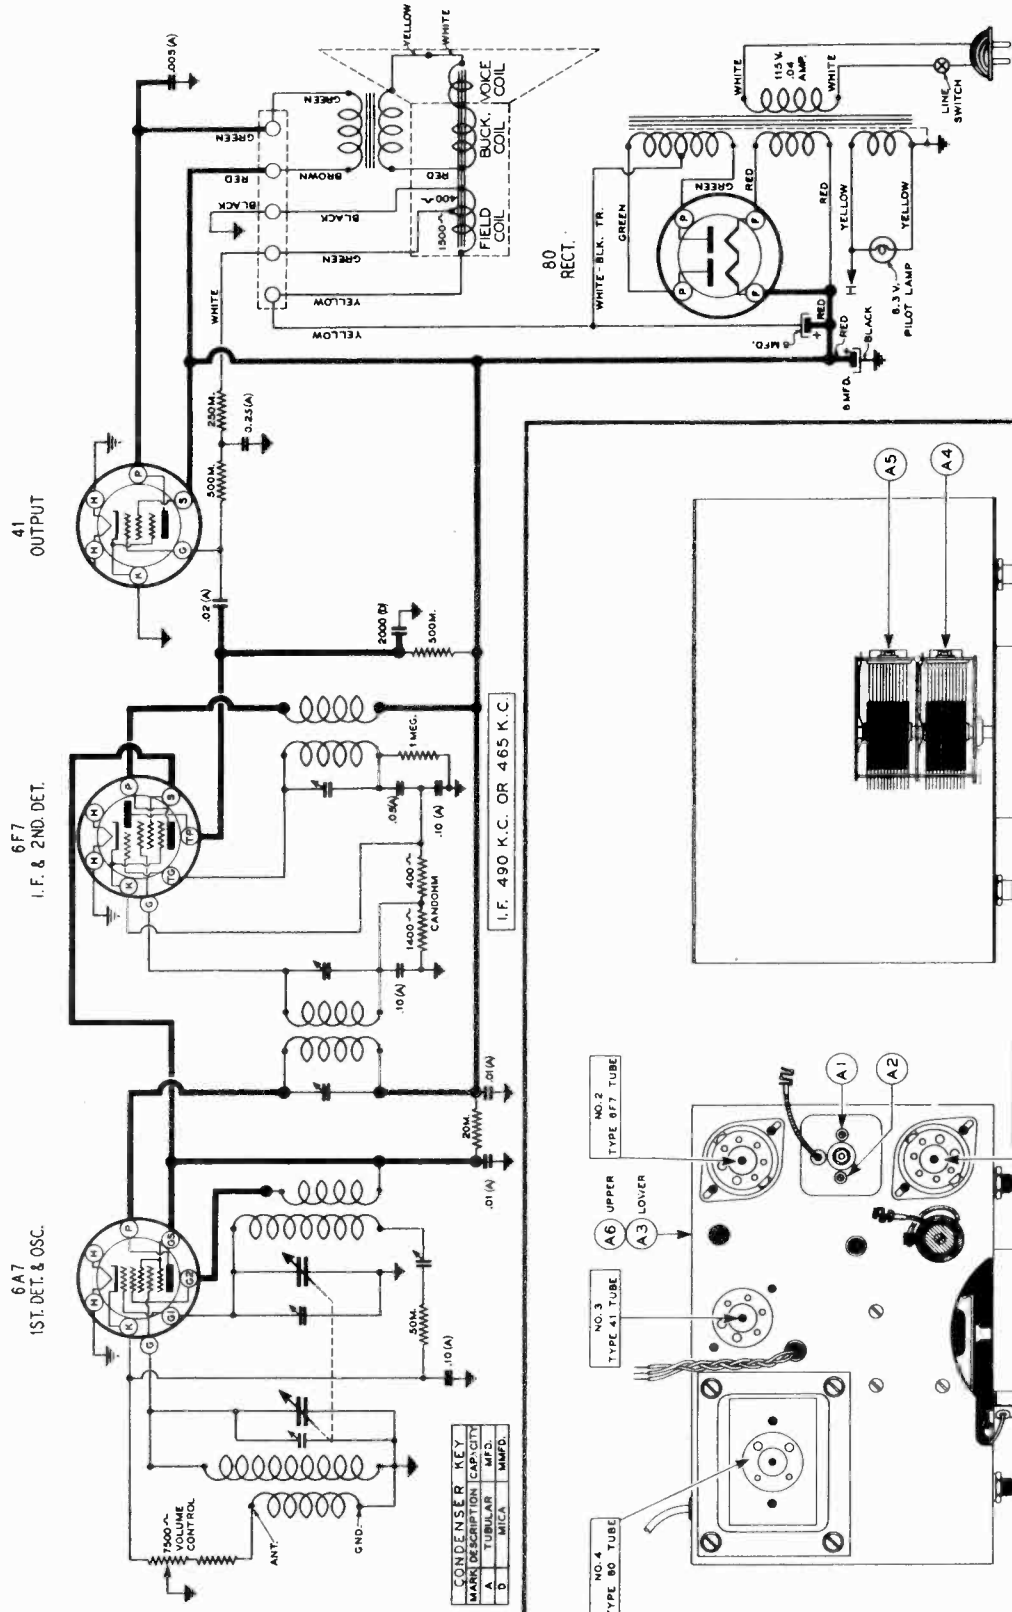 6A7
1ST. DET. & OSC.
6F7
I.F. & 2ND. DET.
41
OUTPUT
80
RECT.
H
H
K
P
G
G1
G2
G5
H
H
K
P
G
S
TG
TP
H
H
K
P
G
S
P
P
F
F
7500~
VOLUME
CONTROL
ANT.
GND.
.10(A)
50M.
.01(A)
20M.
.01(A)
.10(A)
1400~
400~
CANDOHM
.05(A)
.10(A)
1 MEG.
2000(D)
500M.
.02(A)
500M.
250M.
0.25(A)
.005(A)
I.F. 490 K.C. OR 465 K.C.
WHITE
GREEN
RED
BLACK
GREEN
YELLOW
YELLOW
GREEN
BROWN
BLACK
RED
YELLOW
WHITE
1500~
400~
FIELD
COIL
BUCK.
COIL
VOICE
COIL
WHITE-BLK. TR.
GREEN
GREEN
RED
RED
YELLOW
YELLOW
H
6.3 V.
PILOT LAMP
WHITE
WHITE
115 V.
.04
AMP.
LINE
SWITCH
8 MFD.
+
RED
RED
+
8 MFD.
BLACK
CONDENSER KEY
MARK DESCRIPTION CAPACITY
A TUBULAR MFD.
D MICA MMFD.
NO. 4
TYPE 80 TUBE
NO. 3
TYPE 41 TUBE
NO. 2
TYPE 6F7 TUBE
A6 UPPER
A3 LOWER
A1
A2
A5
A4